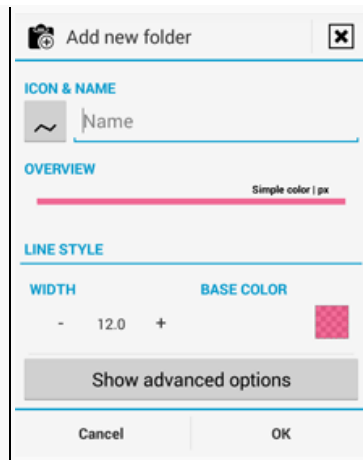 Add new folder
ICON & NAME
Name
OVERVIEW
Simple color | px
LINE STYLE
WIDTH BASE COLOR
- 12.0 +
Show advanced options
Cancel OK